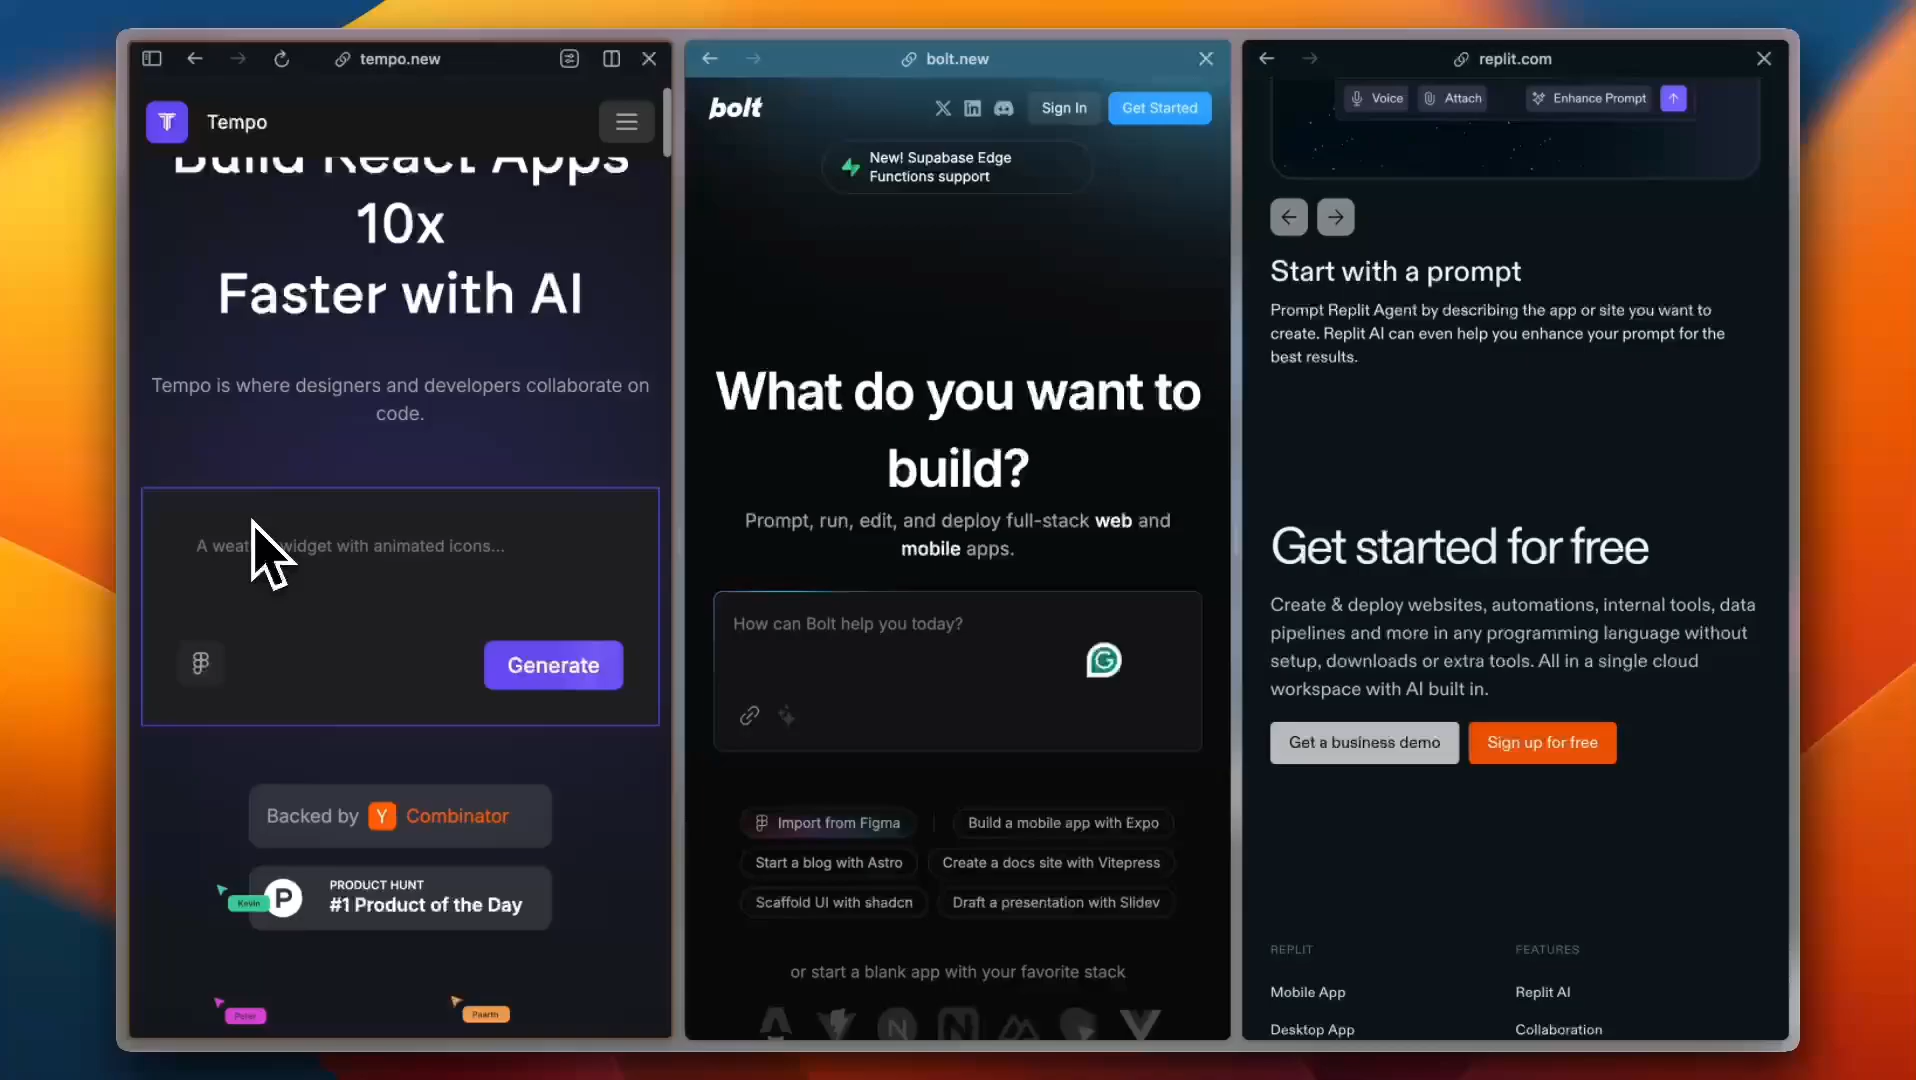 tempo.new
Tempo
Build React Apps
10x
Faster with AI
Tempo is where designers and developers collaborate on
code.
A weat widget with animated icons...
Generate
Backed by Y Combinator
Kevin
P
PRODUCT HUNT
#1 Product of the Day
Peter
Paarth
bolt.new
bolt
Sign In
Get Started
New! Supabase Edge
Functions support
What do you want to
build?
Prompt, run, edit, and deploy full-stack web and
mobile apps.
How can Bolt help you today?
Import from Figma
Build a mobile app with Expo
Start a blog with Astro
Create a docs site with Vitepress
Scaffold UI with shadcn
Draft a presentation with Slidev
or start a blank app with your favorite stack
replit.com
Voice
Attach
Enhance Prompt
Start with a prompt
Prompt Replit Agent by describing the app or site you want to
create. Replit AI can even help you enhance your prompt for the
best results.
Get started for free
Create & deploy websites, automations, internal tools, data
pipelines and more in any programming language without
setup, downloads or extra tools. All in a single cloud
workspace with AI built in.
Get a business demo
Sign up for free
REPLIT
FEATURES
Mobile App
Replit AI
Desktop App
Collaboration